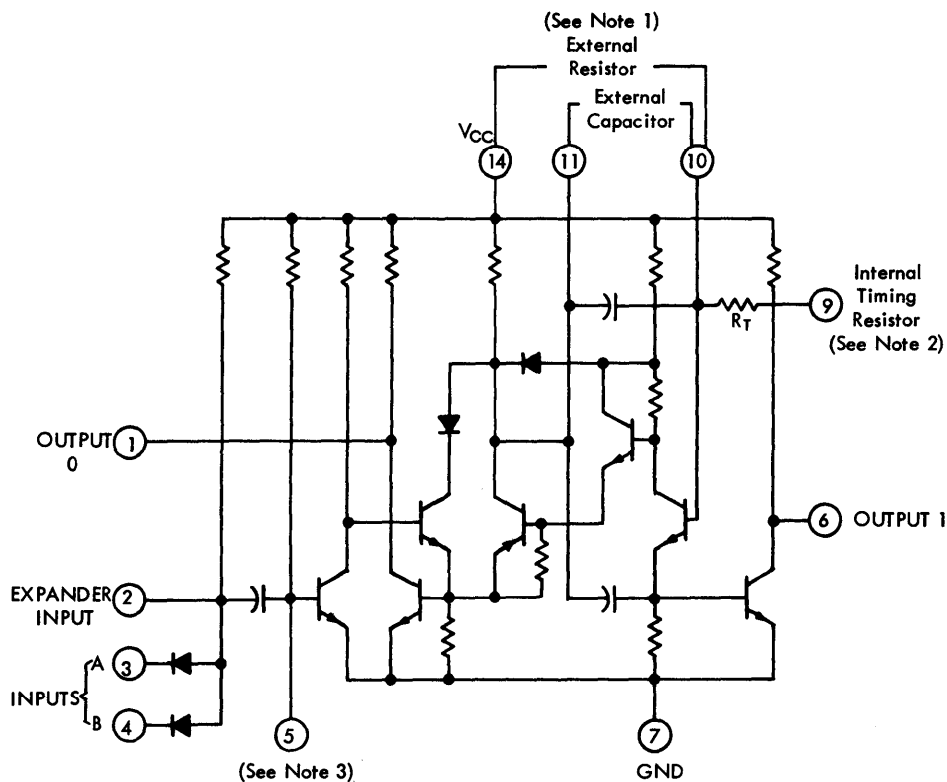 (See Note 1)
External
Resistor
External
Capacitor
VCC
14
11
10
9
Internal
Timing
Resistor
(See Note 2)
RT
OUTPUT
0
1
6
OUTPUT 1
EXPANDER
INPUT
2
INPUTS
A
3
B
4
5
(See Note 3)
7
GND